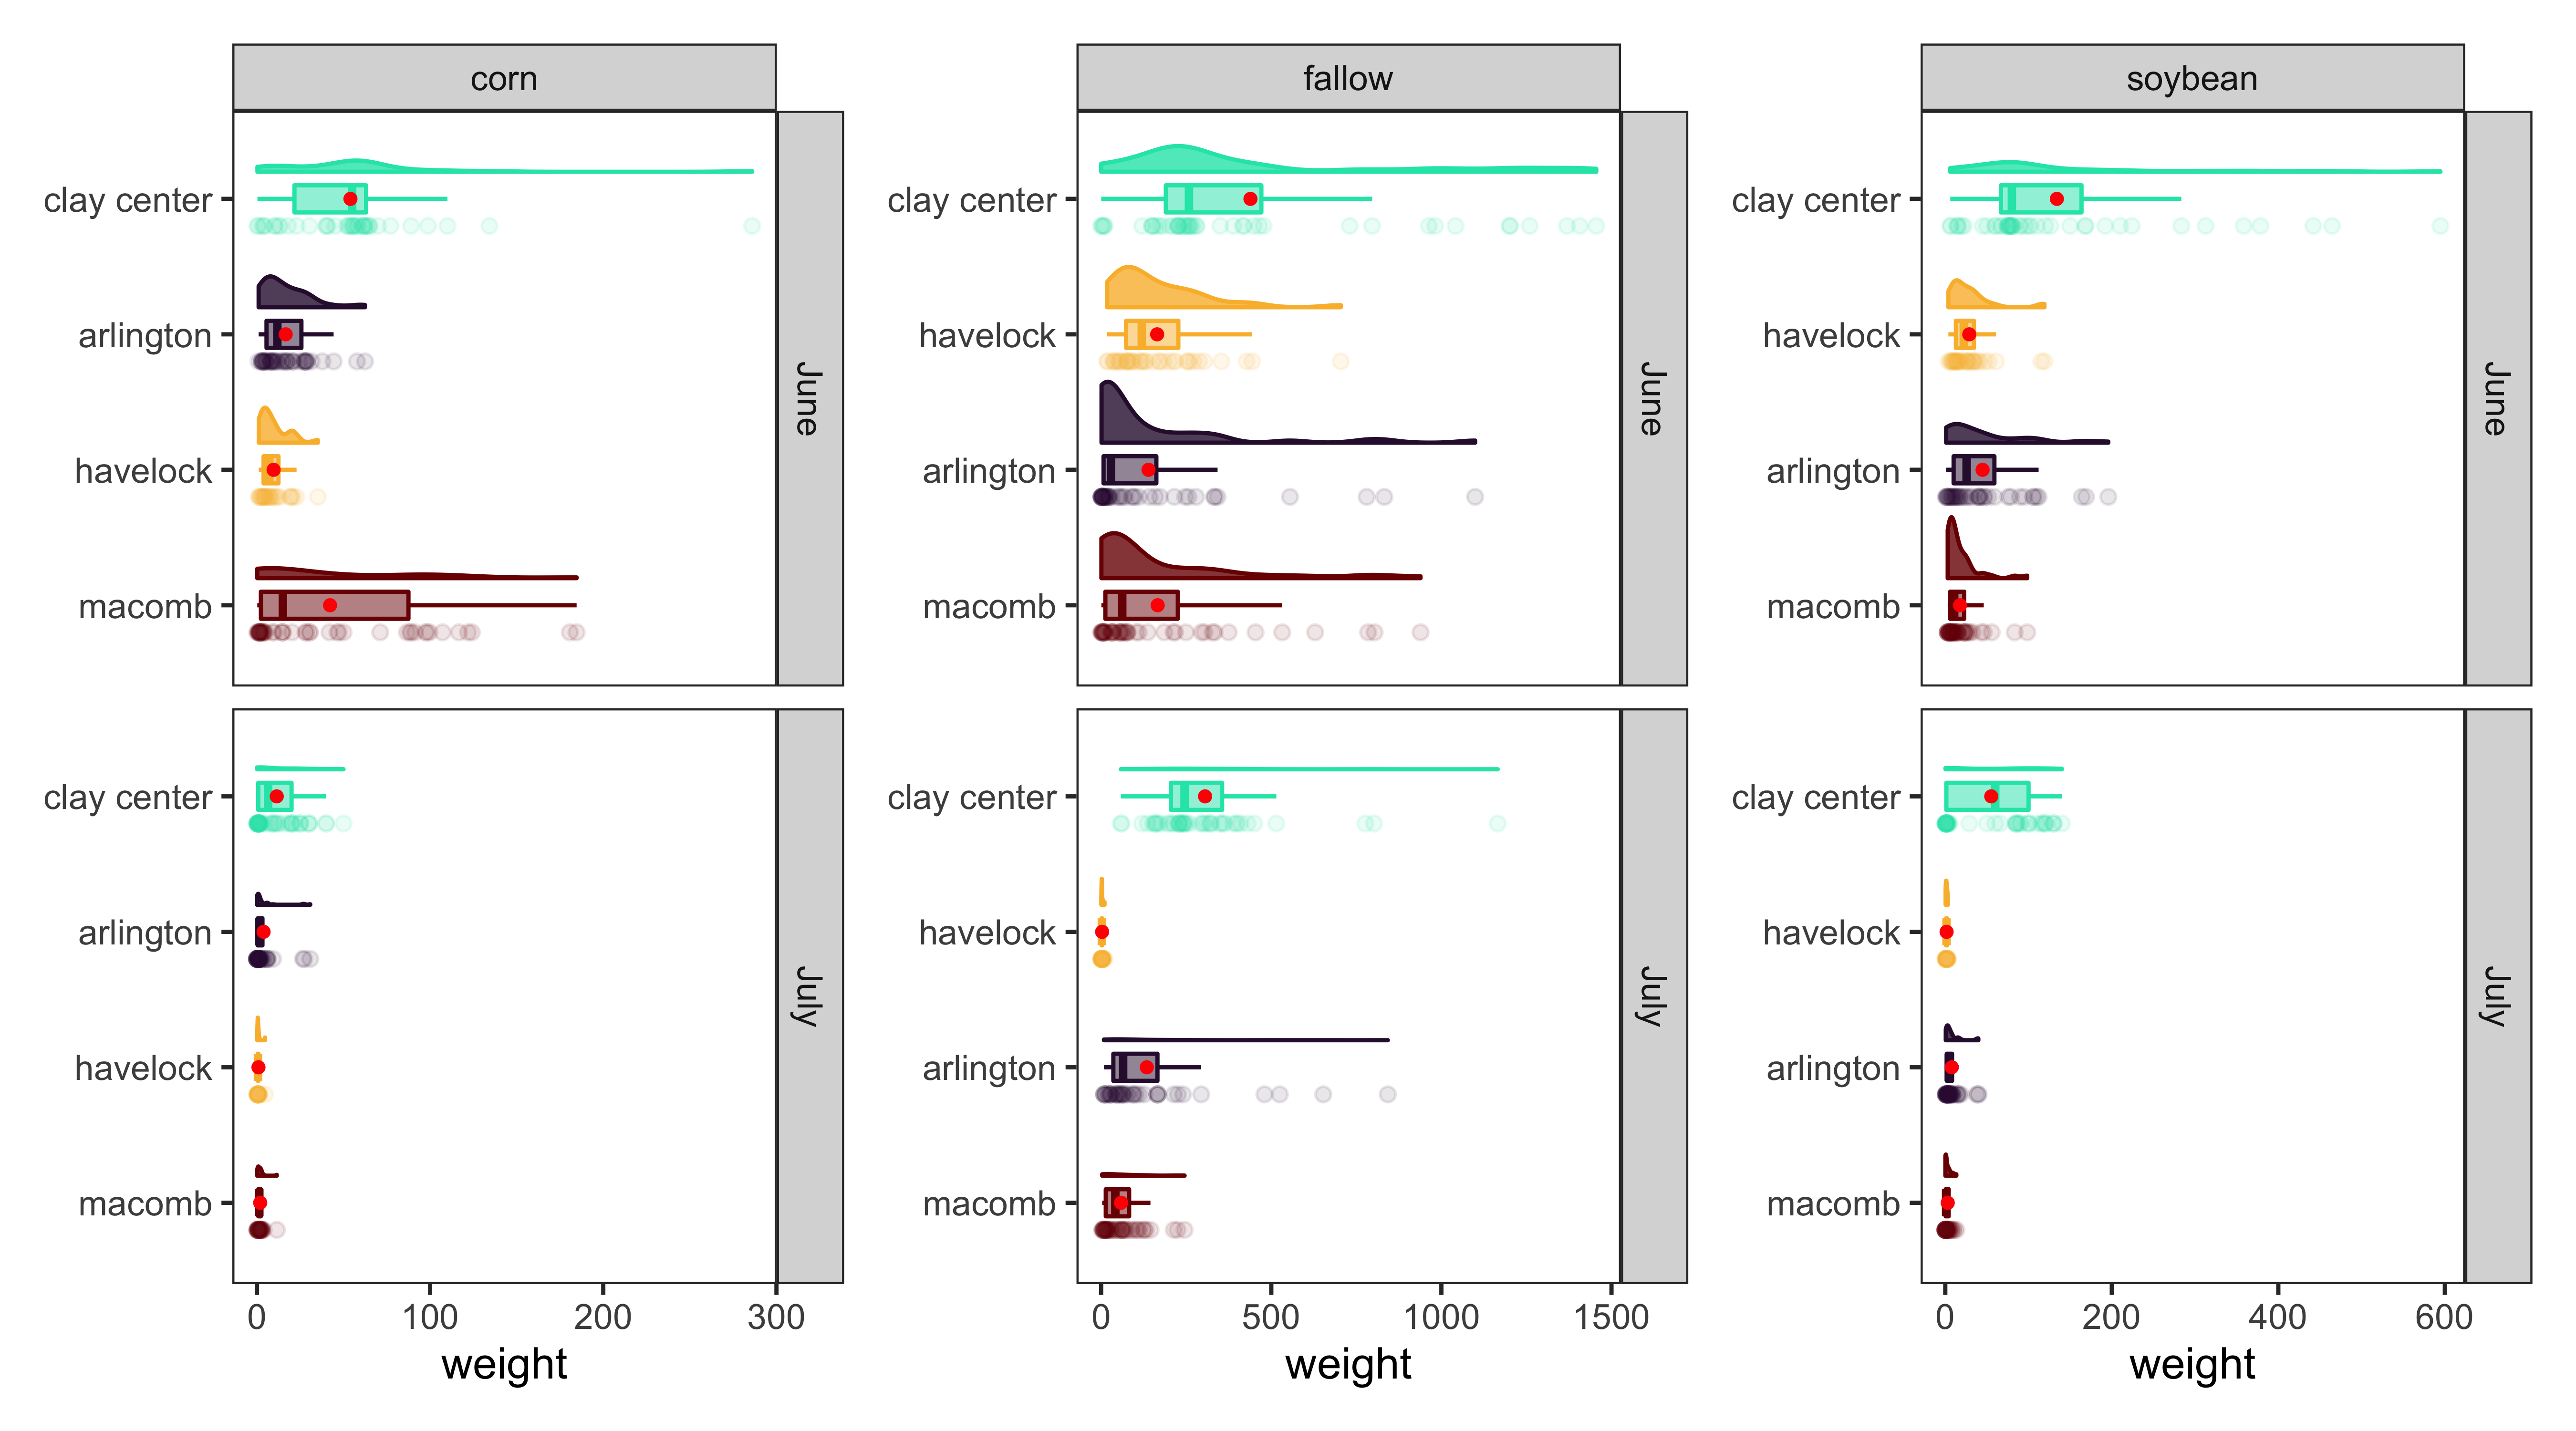 corn
fallow
soybean
clay center
arlington
havelock
macomb
June
clay center
havelock
arlington
macomb
June
clay center
havelock
arlington
macomb
June
clay center
arlington
havelock
macomb
July
clay center
havelock
arlington
macomb
July
clay center
havelock
arlington
macomb
July
0 100 200 300
0 500 1000 1500
0 200 400 600
weight
weight
weight